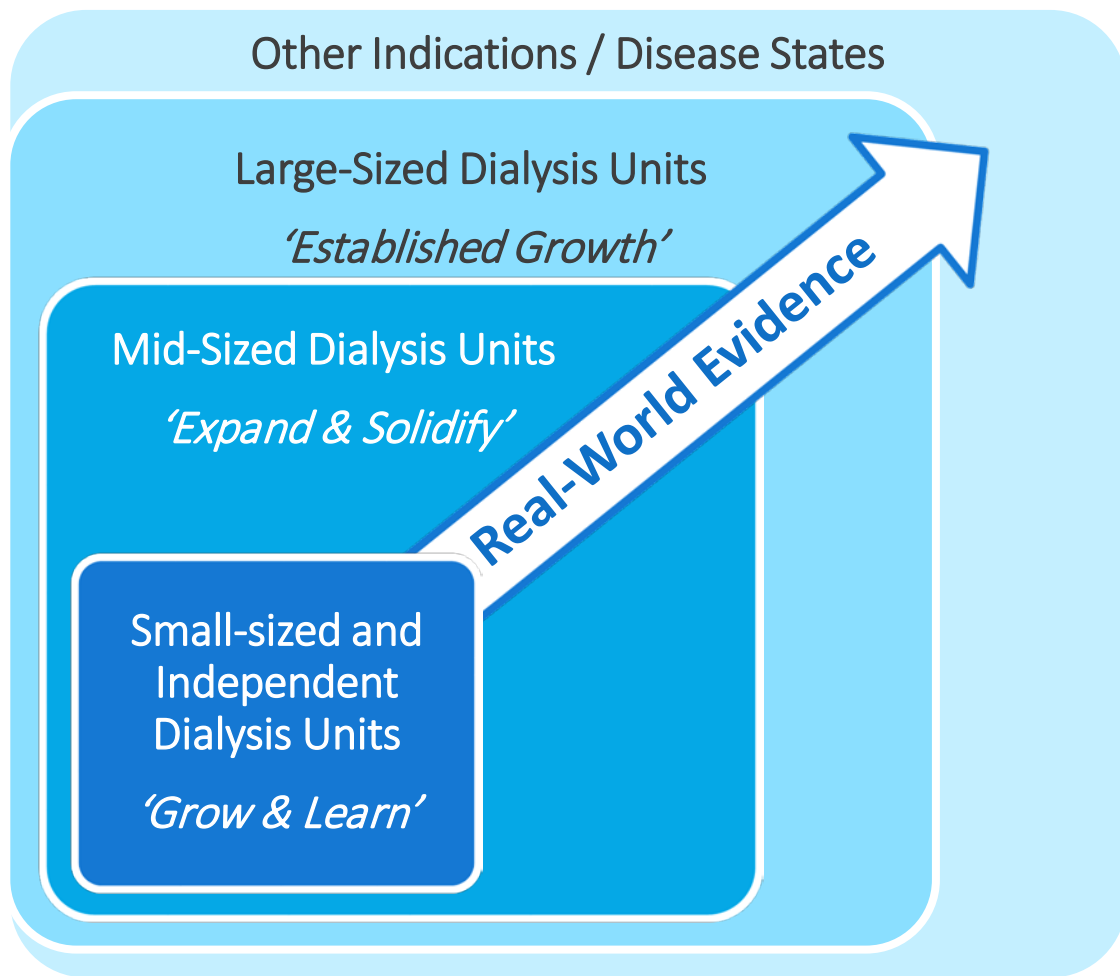 Other Indications / Disease States
Large-Sized Dialysis Units
‘Established Growth’
Mid-Sized Dialysis Units
‘Expand & Solidify’
Real-World Evidence
Small-sized and
Independent
Dialysis Units
‘Grow & Learn’